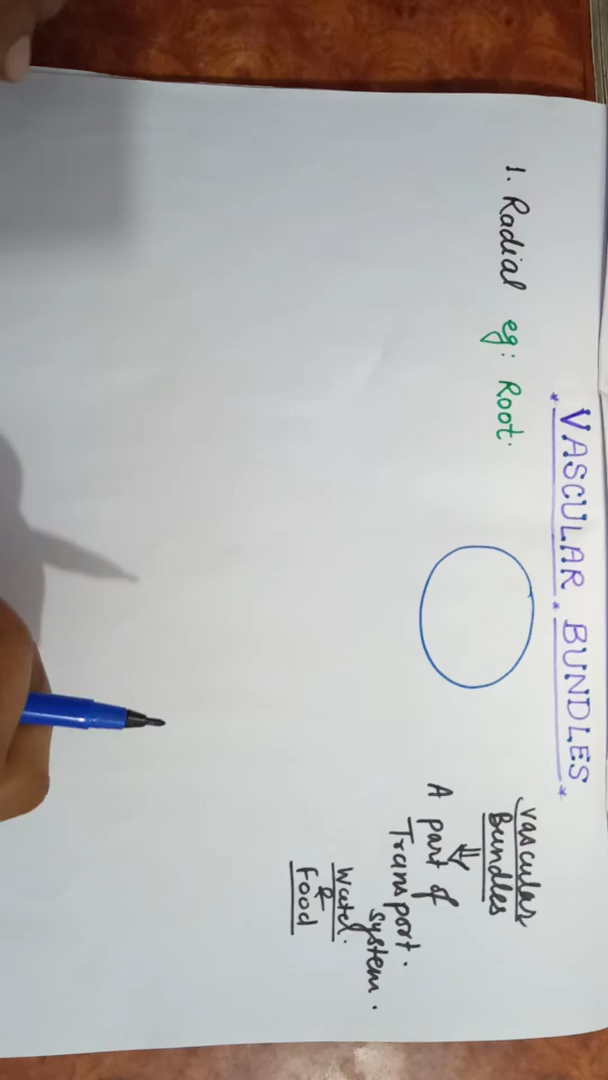 VASCULAR BUNDLES
1. Radial eg: Root.
Vascular
Bundles
A part of
Transport.
system.
Water.
&
Food